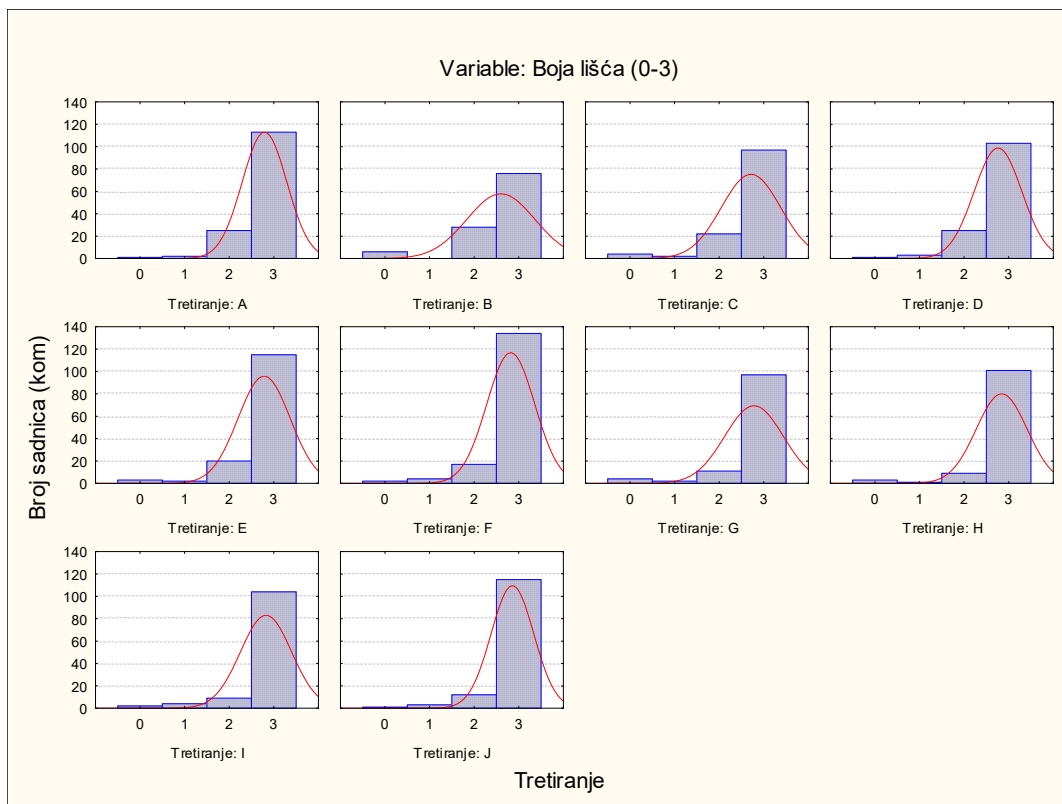 Variable: Boja lišća (0-3)
140
120
100
80
60
40
20
0
0 1 2 3
0 1 2 3
0 1 2 3
0 1 2 3
Tretiranje: A
Tretiranje: B
Tretiranje: C
Tretiranje: D
Broj sadnica (kom)
140
120
100
80
60
40
20
0
0 1 2 3
0 1 2 3
0 1 2 3
0 1 2 3
Tretiranje: E
Tretiranje: F
Tretiranje: G
Tretiranje: H
140
120
100
80
60
40
20
0
0 1 2 3
0 1 2 3
Tretiranje: I
Tretiranje: J
Tretiranje